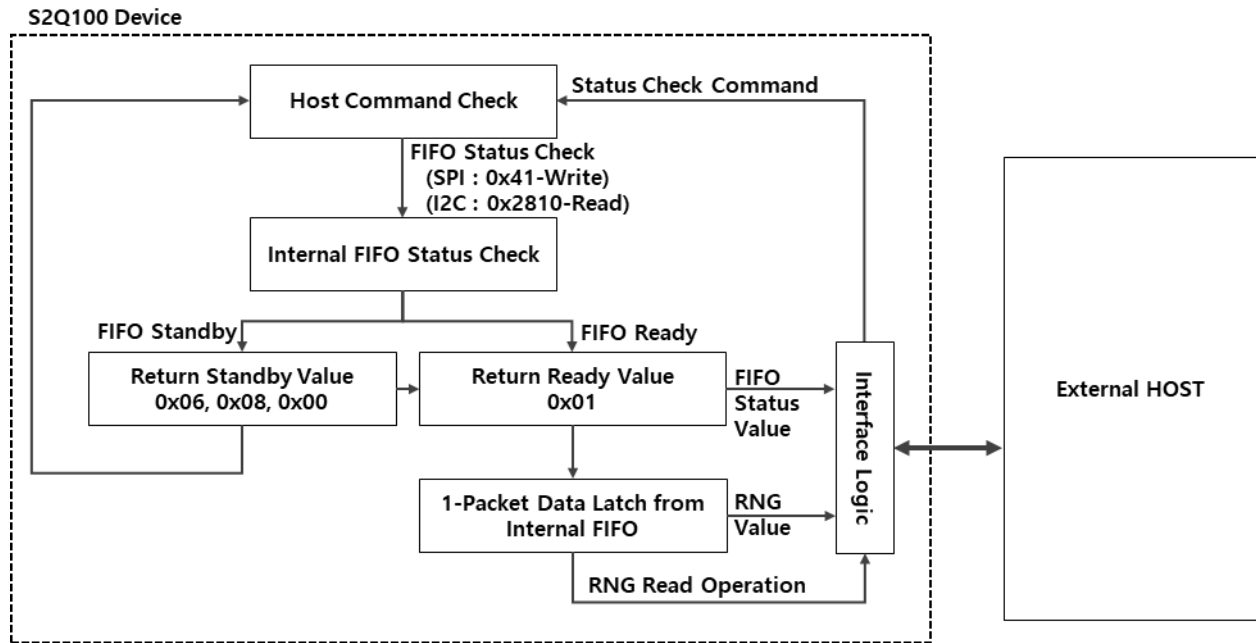 S2Q100 Device
Host Command Check
Status Check Command
FIFO Status Check
(SPI : 0x41-Write)
(I2C : 0x2810-Read)
Internal FIFO Status Check
FIFO Standby
FIFO Ready
Return Standby Value
0x06, 0x08, 0x00
Return Ready Value
0x01
FIFO
Status
Value
Interface Logic
External HOST
1-Packet Data Latch from
Internal FIFO
RNG
Value
RNG Read Operation